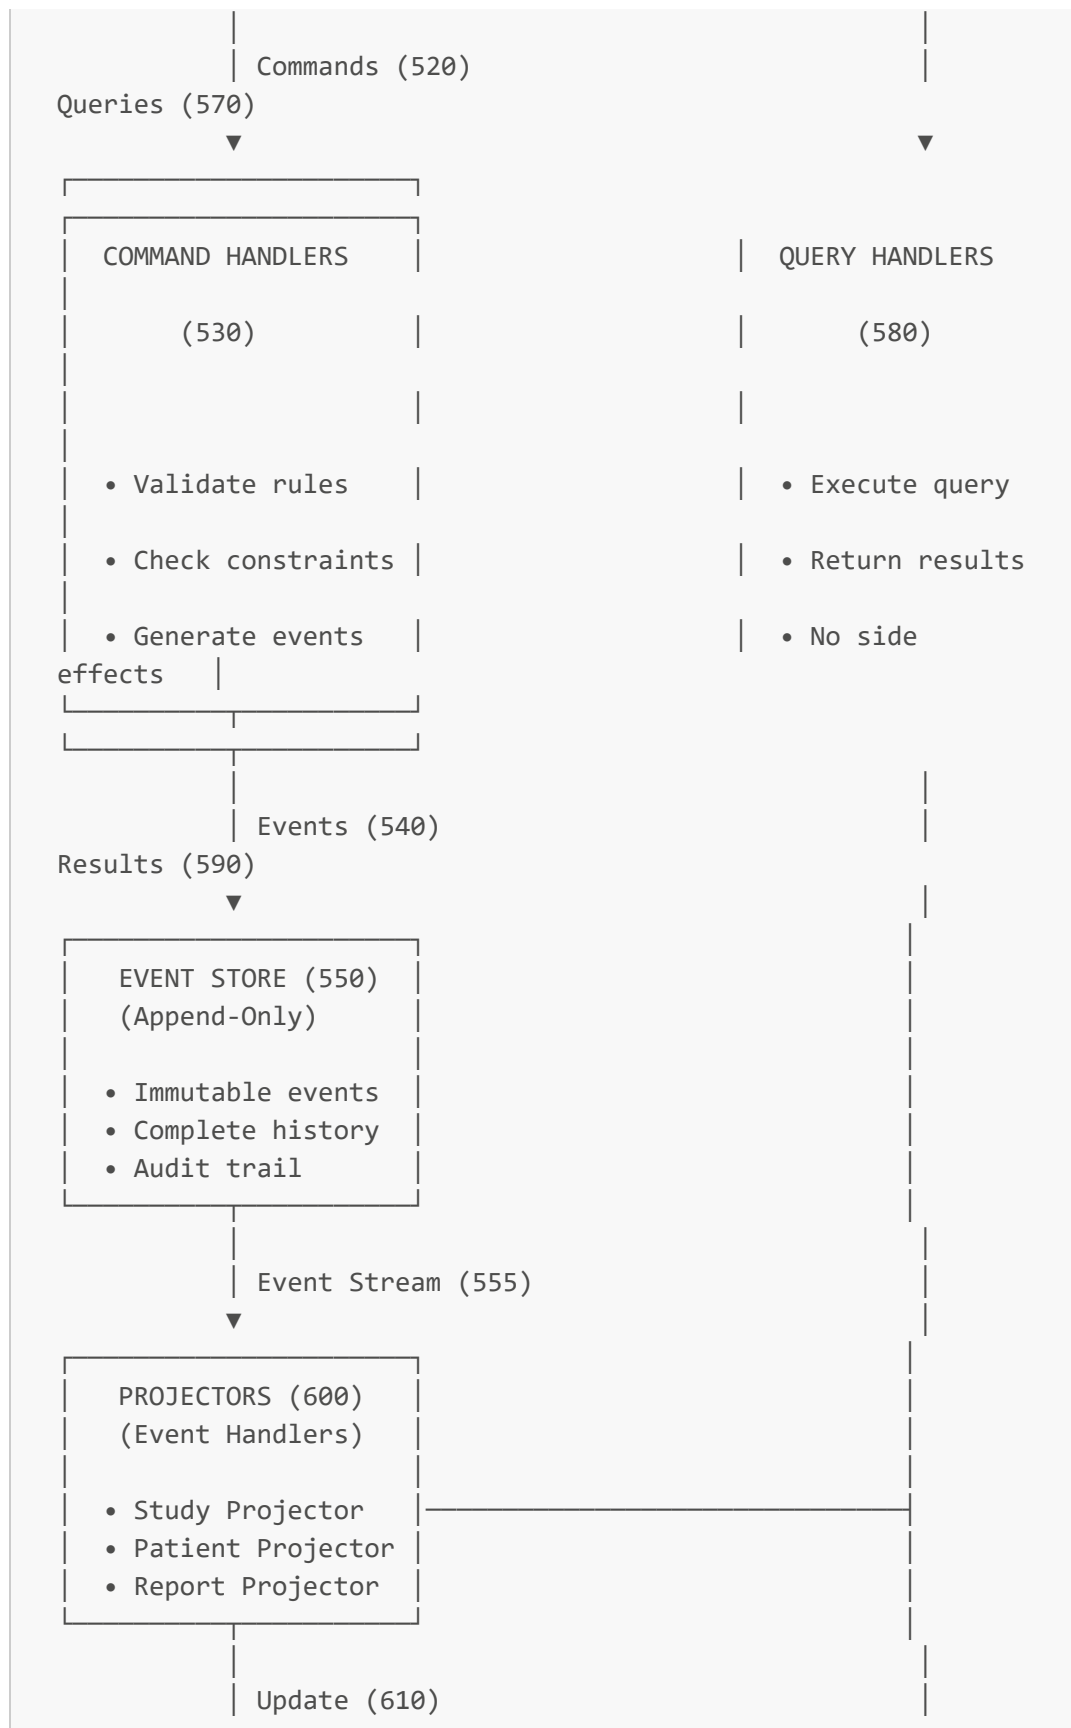 Commands (520)
Queries (570)
▼ ▼
COMMAND HANDLERS QUERY HANDLERS
(530) (580)
• Validate rules • Execute query
• Check constraints • Return results
• Generate events • No side
effects
Events (540)
Results (590)
▼
EVENT STORE (550)
(Append-Only)
• Immutable events
• Complete history
• Audit trail
Event Stream (555)
▼
PROJECTORS (600)
(Event Handlers)
• Study Projector
• Patient Projector
• Report Projector
Update (610)